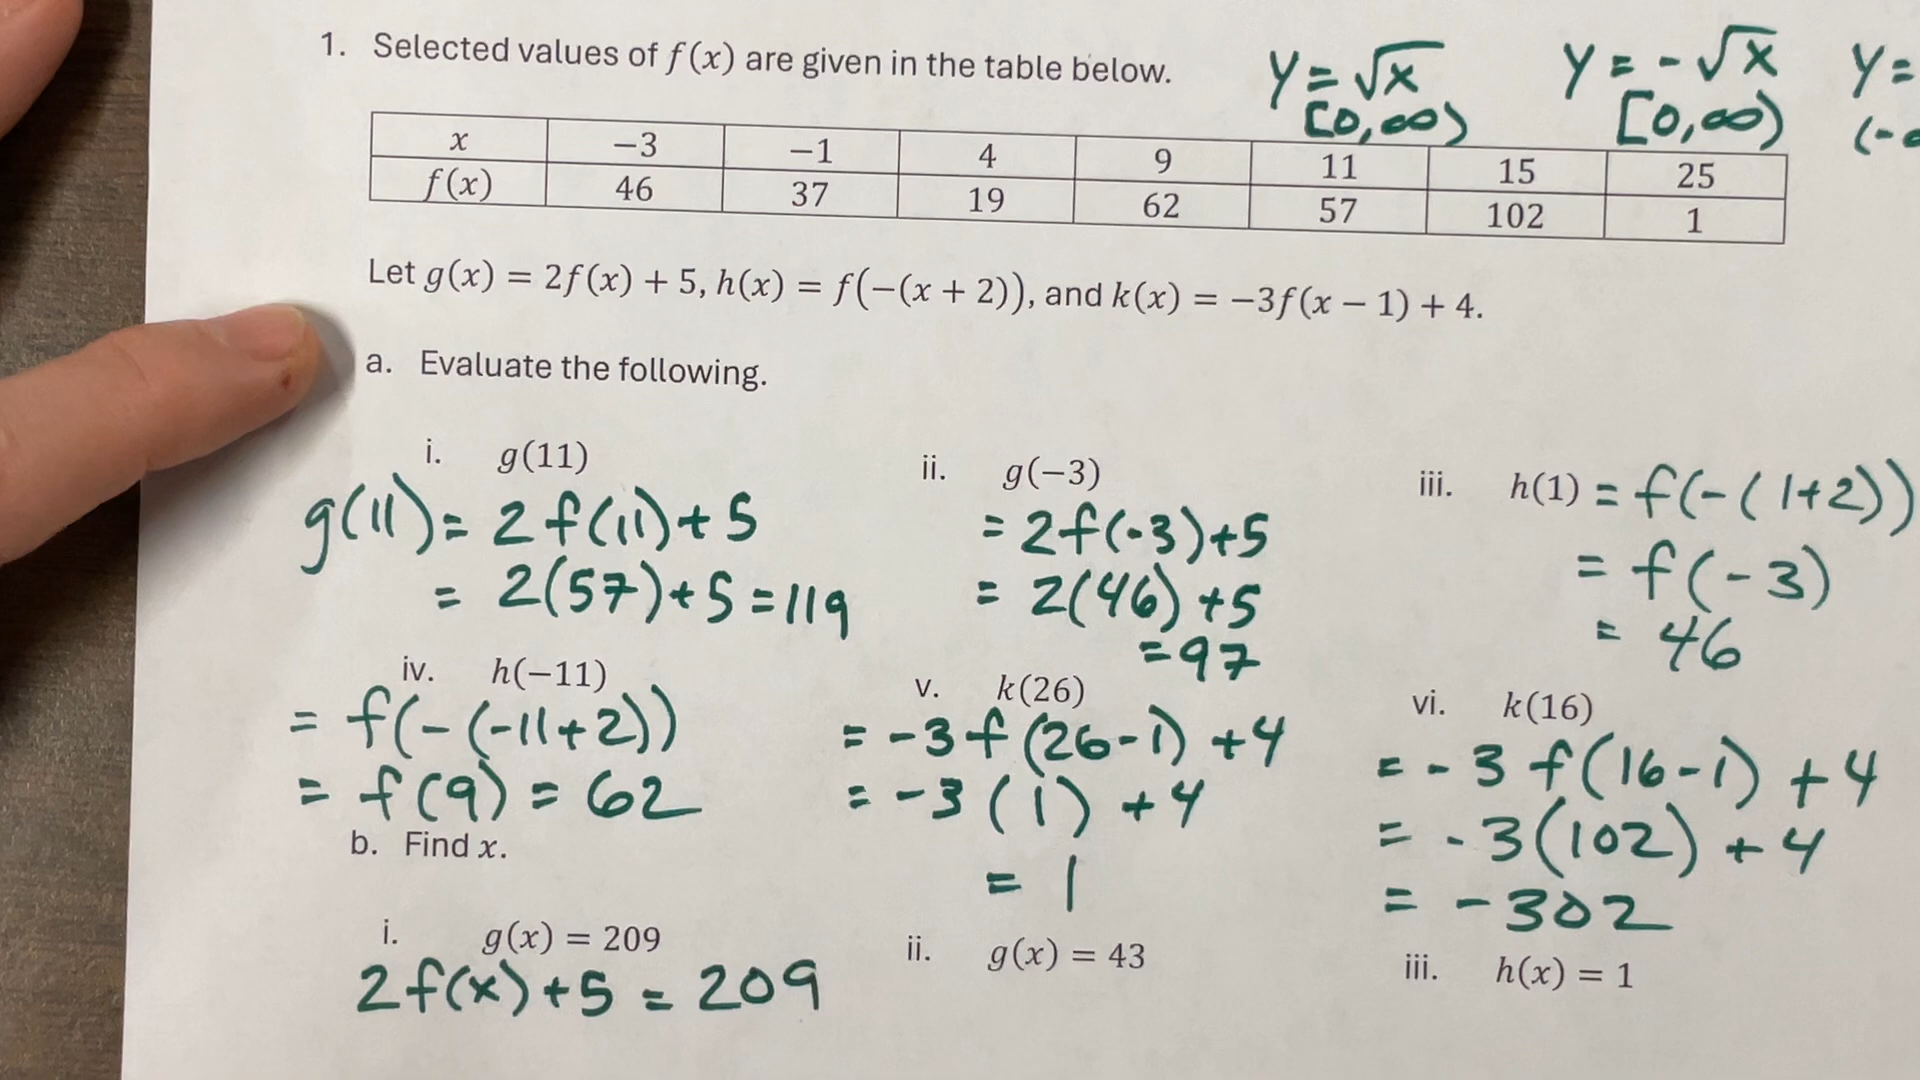 1. Selected values of f(x) are given in the table below.
y = √x y = -√x y =
[0,∞) [0,∞) (-
x −3 −1 4 9 11 15 25
f(x) 46 37 19 62 57 102 1
Let g(x) = 2f(x) + 5, h(x) = f(−(x + 2)), and k(x) = −3f(x − 1) + 4.
a. Evaluate the following.
i. g(11)
g(11) = 2f(11)+5
= 2(57)+5 = 119
ii. g(−3)
= 2f(-3)+5
= 2(46)+5
= 97
iii. h(1) = f(-(1+2))
= f(-3)
= 46
iv. h(−11)
= f(-(-11+2))
= f(9) = 62
v. k(26)
= -3f(26-1)+4
= -3(1)+4
= 1
vi. k(16)
= -3f(16-1)+4
= -3(102)+4
= -302
b. Find x.
i. g(x) = 209
2f(x)+5 = 209
ii. g(x) = 43
iii. h(x) = 1